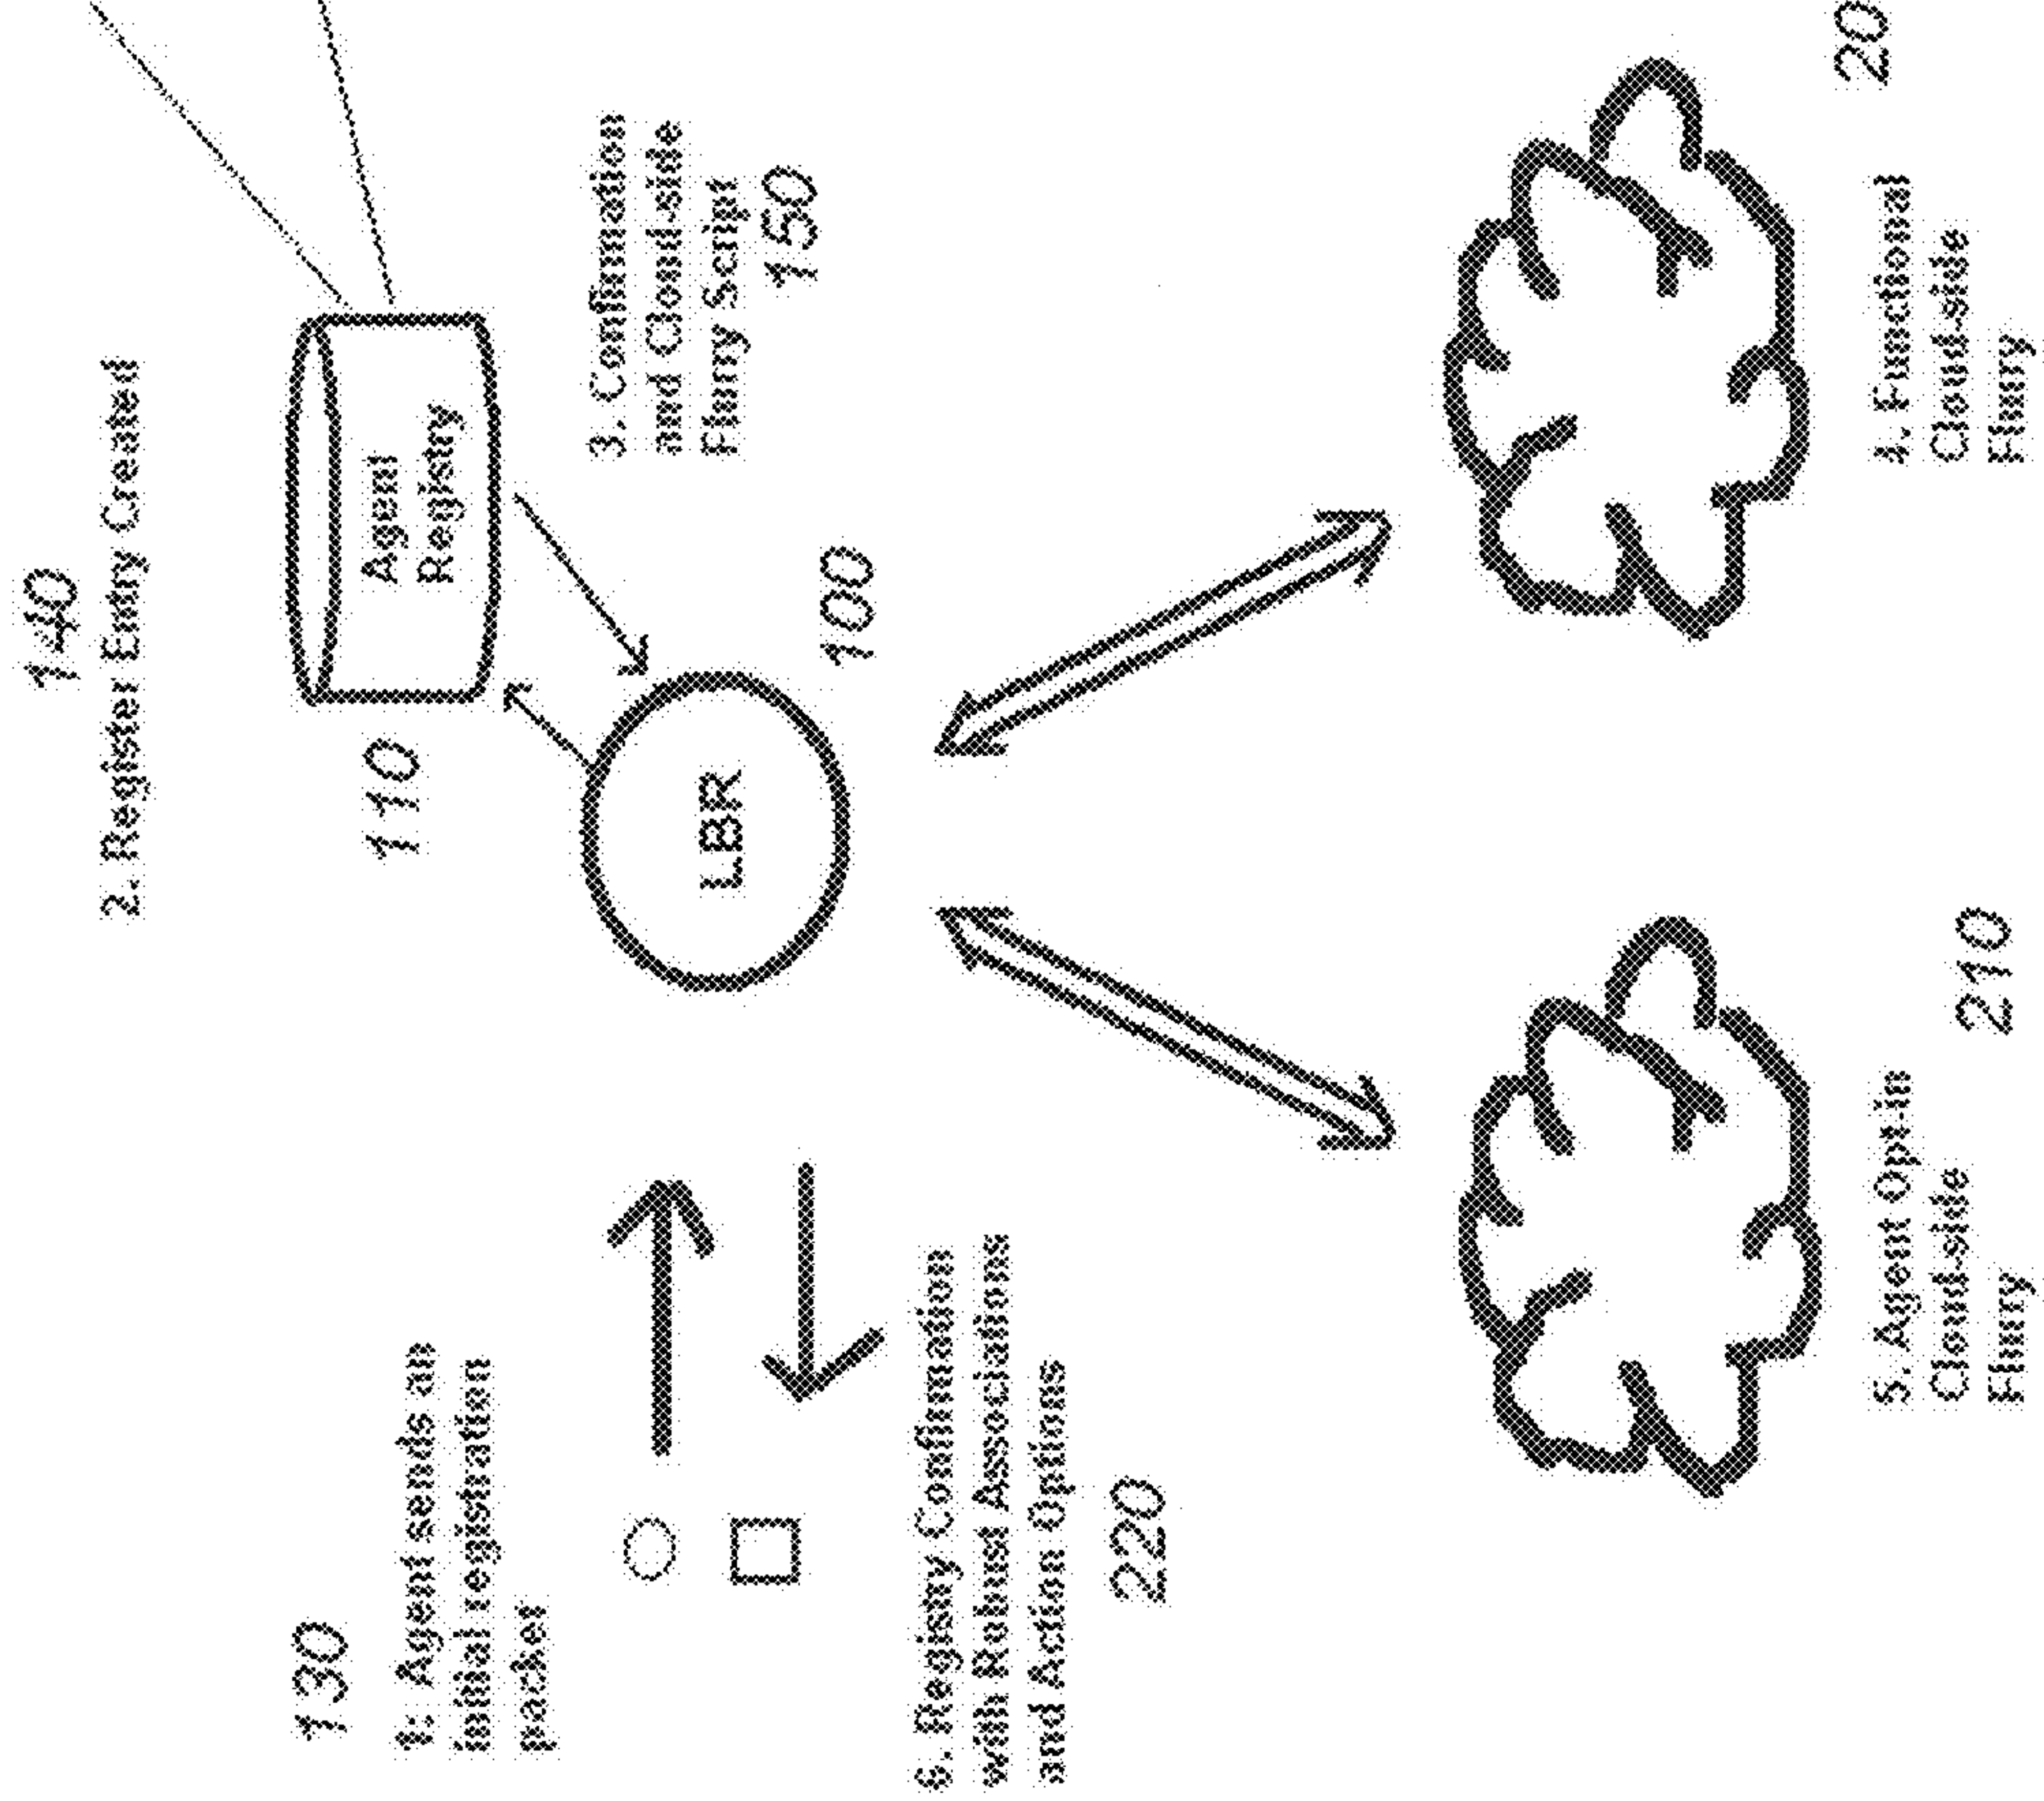 140
2. Register Entry Created
110
Agent
Registry
3. Confirmation
and Cloud-side
Flurry Script
150
LBR
100
130
1. Agent sends an
initial registration
packet
6. Registry Confirmation
with Robust Associations
and Action Options
220
5. Agent Ops in
Cloud-side
Flurry
210
4. Functional
Cloud-side
Flurry
20